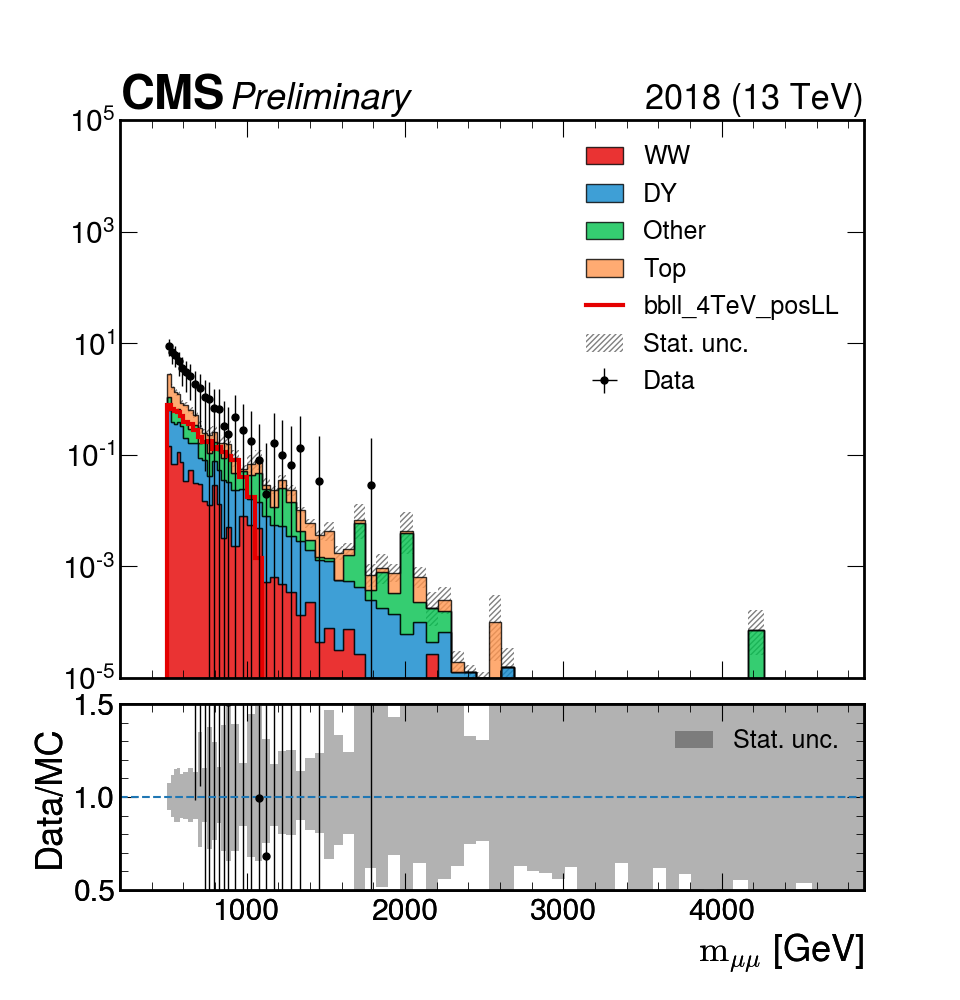 CMS Preliminary 2018 (13 TeV)
10^5
10^3
10^1
10^-1
10^-3
10^-5
WW
DY
Other
Top
bbll_4TeV_posLL
Stat. unc.
Data
1.5
1.0
0.5
Data/MC
Stat. unc.
1000 2000 3000 4000
m_μμ [GeV]